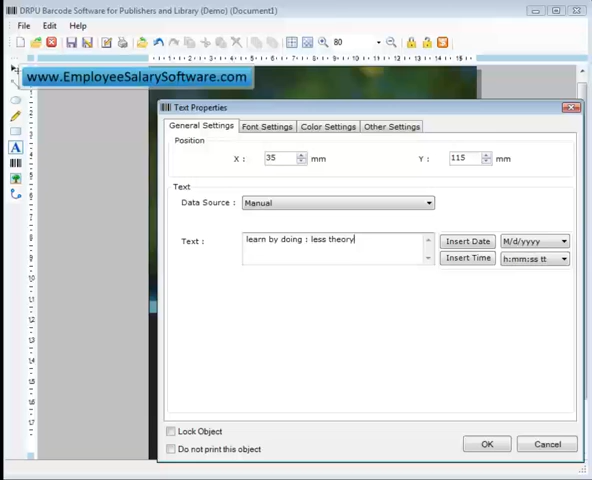 DRPU Barcode Software for Publishers and Library (Demo) (Document1)
File Edit Help
80
www.EmployeeSalarySoftware.com
Text Properties
General Settings Font Settings Color Settings Other Settings
Position
X : 35 mm Y : 115 mm
Text
Data Source : Manual
Text : learn by doing : less theory Insert Date M/d/yyyy
Insert Time h:mm:ss tt
Lock Object
Do not print this object
OK Cancel